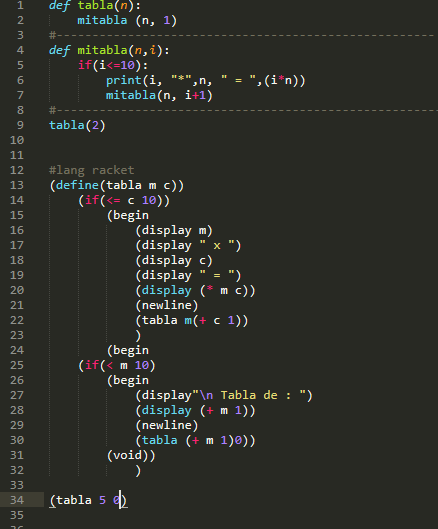 1 def tabla(n):
2 mitabla (n, 1)
3 #---------------------------------------------------
4 def mitabla(n,i):
5 if(i<=10):
6 print(i, "*",n, " = ",(i*n))
7 mitabla(n, i+1)
8 #---------------------------------------------------
9 tabla(2)
10
11
12 #lang racket
13 (define(tabla m c))
14 (if(<= c 10))
15 (begin
16 (display m)
17 (display " x ")
18 (display c)
19 (display " = ")
20 (display (* m c))
21 (newline)
22 (tabla m(+ c 1))
23 )
24 (begin
25 (if(< m 10)
26 (begin
27 (display"\n Tabla de : ")
28 (display (+ m 1))
29 (newline)
30 (tabla (+ m 1)0))
31 (void))
32 )
33
34 (tabla 5 0)
35
36